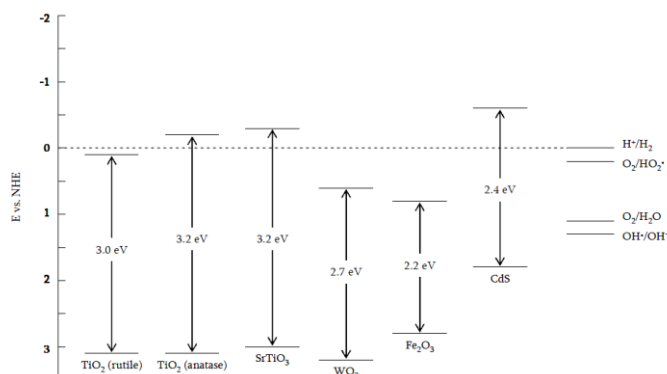 -2
-1
0
1
2
3
E vs. NHE
3.0 eV
3.2 eV
3.2 eV
2.7 eV
2.2 eV
2.4 eV
TiO₂ (rutile)
TiO₂ (anatase)
SrTiO₃
Fe₂O₃
CdS
H⁺/H₂
O₂/HO₂•
O₂/H₂O